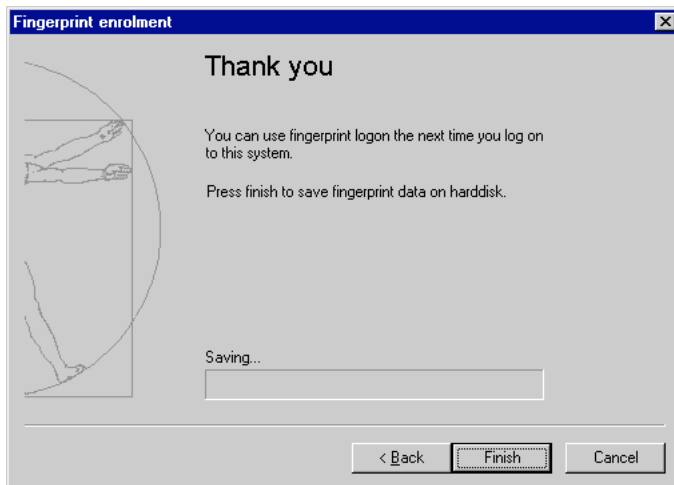 Fingerprint enrolment
Thank you
You can use fingerprint logon the next time you log on
to this system.
Press finish to save fingerprint data on harddisk.
Saving...
< Back
Finish
Cancel